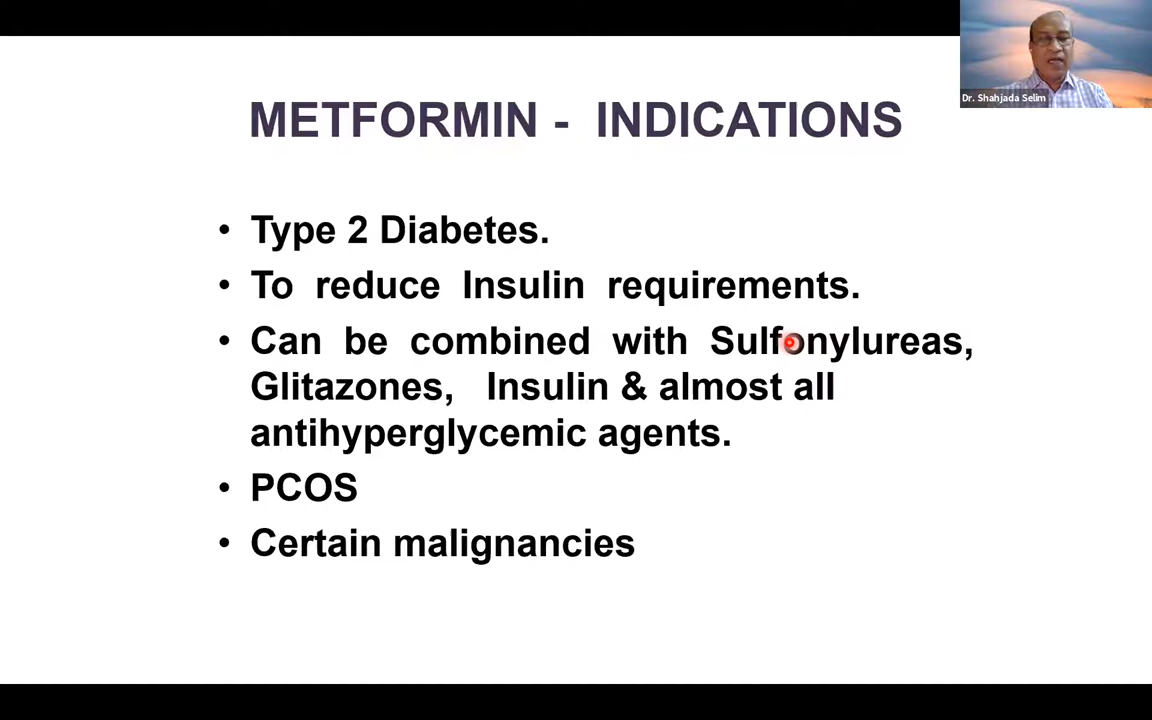 Dr. Shahjada Selim
METFORMIN - INDICATIONS
• Type 2 Diabetes.
• To reduce Insulin requirements.
• Can be combined with Sulfonylureas,
Glitazones, Insulin & almost all
antihyperglycemic agents.
• PCOS
• Certain malignancies